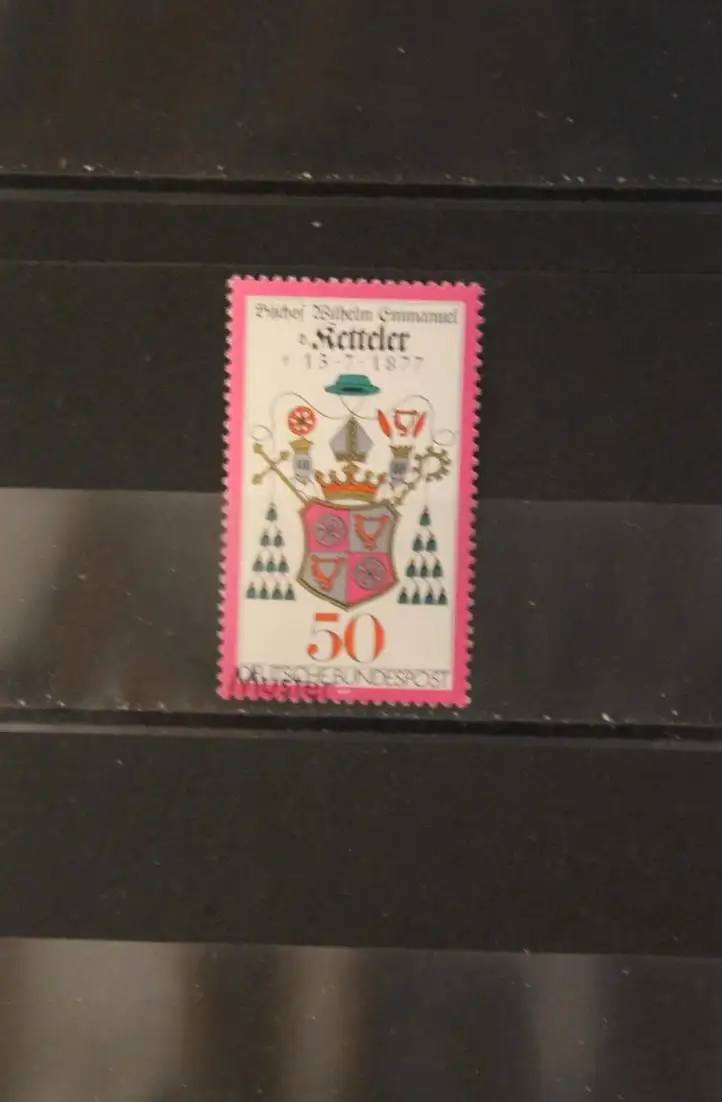 Bischof Wilhelm Emmanuel
v. Ketteler
† 13-7-1877
50
DEUTSCHE BUNDESPOST
Muster